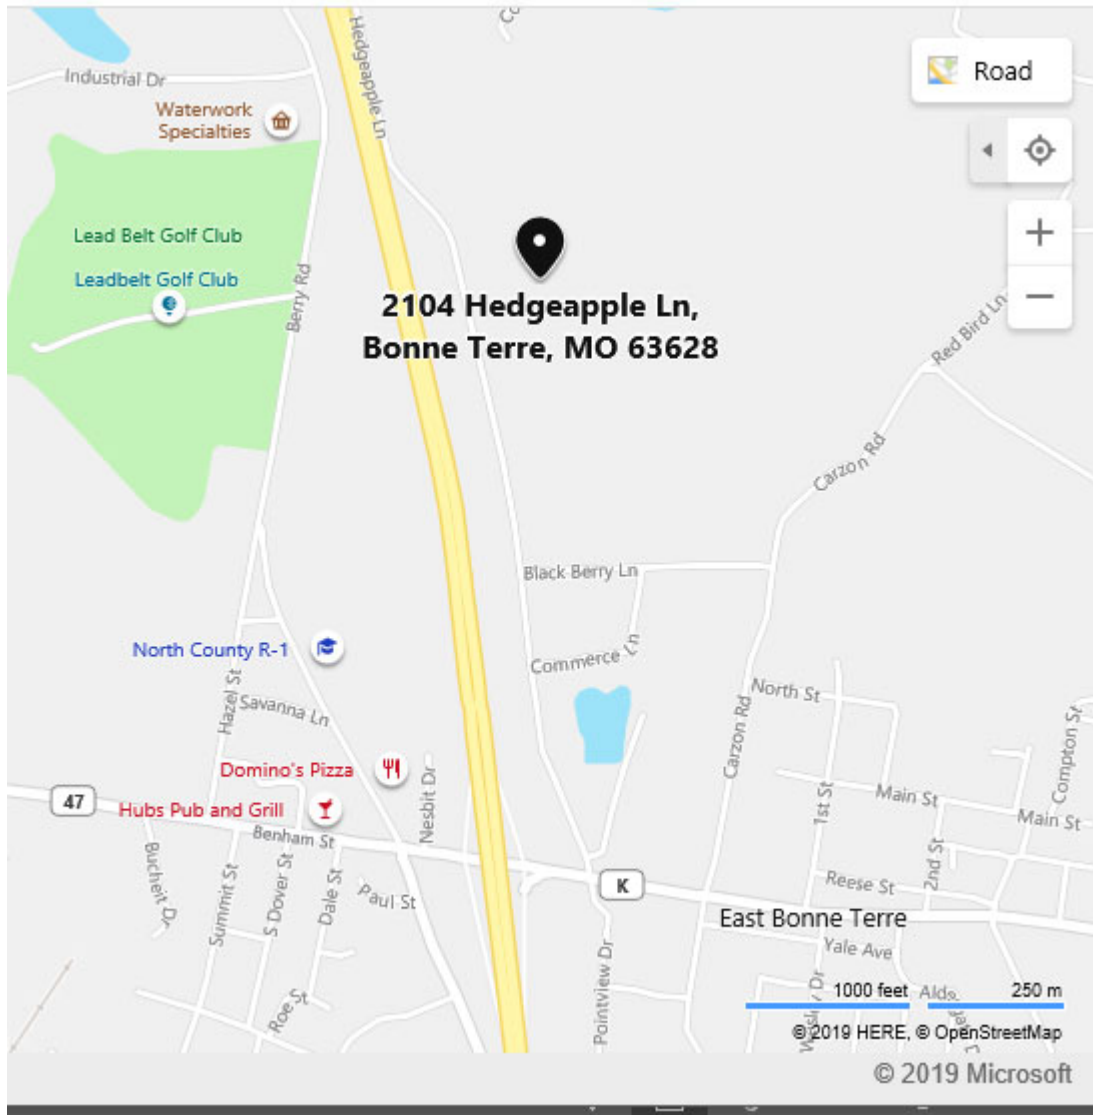 Co
Hedgeapple Ln
Industrial Dr
Road
Waterwork
Specialties
Lead Belt Golf Club
Leadbelt Golf Club
Berry Rd
2104 Hedgeapple Ln,
Bonne Terre, MO 63628
Red Bird Ln
Carzon Rd
Black Berry Ln
North County R-1
Commerce Ln
Hazel St
Savanna Ln
North St
Carzon Rd
Compton St
Domino's Pizza
Nesbit Dr
47
Hubs Pub and Grill
Main St
1st St
Main St
Benham St
Bucheit Dr
Summit St
S Dover St
Dale St
Paul St
K
Reese St
2nd St
East Bonne Terre
Yale Ave
Pointview Dr
Roe St
1000 feet
250 m
© 2019 HERE, © OpenStreetMap
© 2019 Microsoft